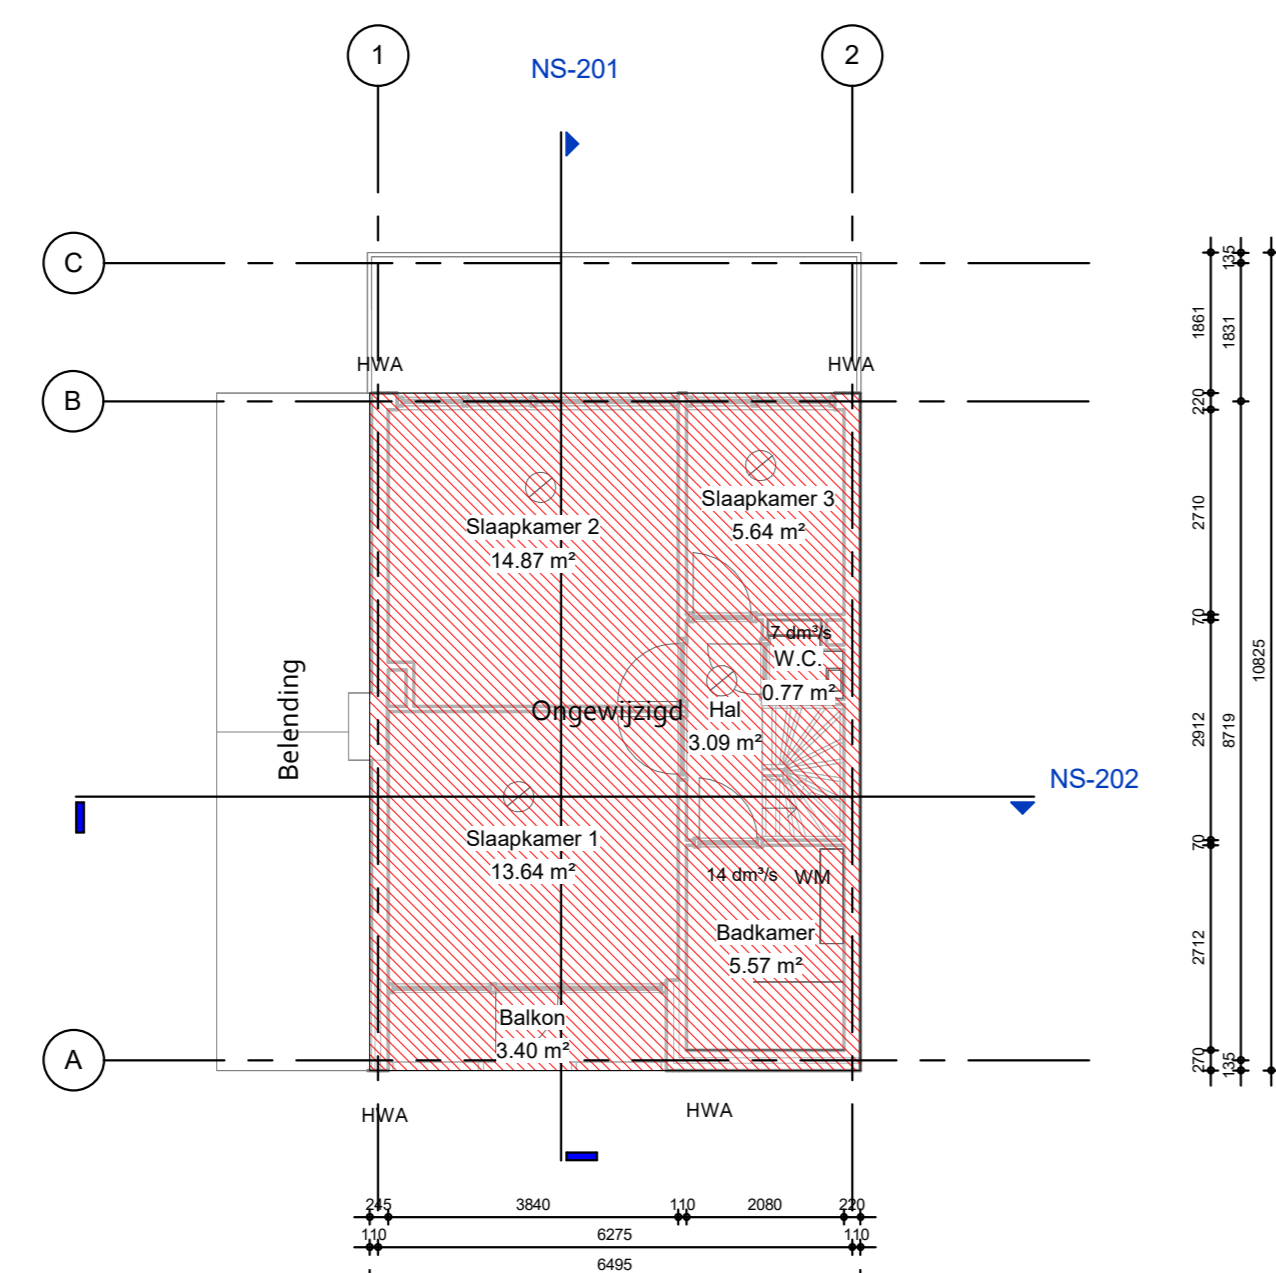 1
2
NS-201
C
HWA
HWA
B
Slaapkamer 2
14.87 m²
Slaapkamer 3
5.64 m²
7 dm³/s
W.C.
0.77 m²
Belending
Ongewijzigd
Hal
3.09 m²
NS-202
Slaapkamer 1
13.64 m²
14 dm³/s
WM
Badkamer
5.57 m²
Balkon
3.40 m²
A
HWA
HWA
245
3840
110
2080
220
110
6275
110
6495
1861
220
2710
70
2912
70
2712
270
135
1831
8719
135
10825